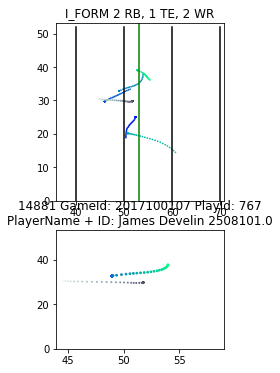 I_FORM 2 RB, 1 TE, 2 WR
50
40
30
20
10
0
40 50 60 70
14881 GameId: 2017100107 PlayId: 767
PlayerName + ID: James Develin 2508101.0
40
20
0
45 50 55